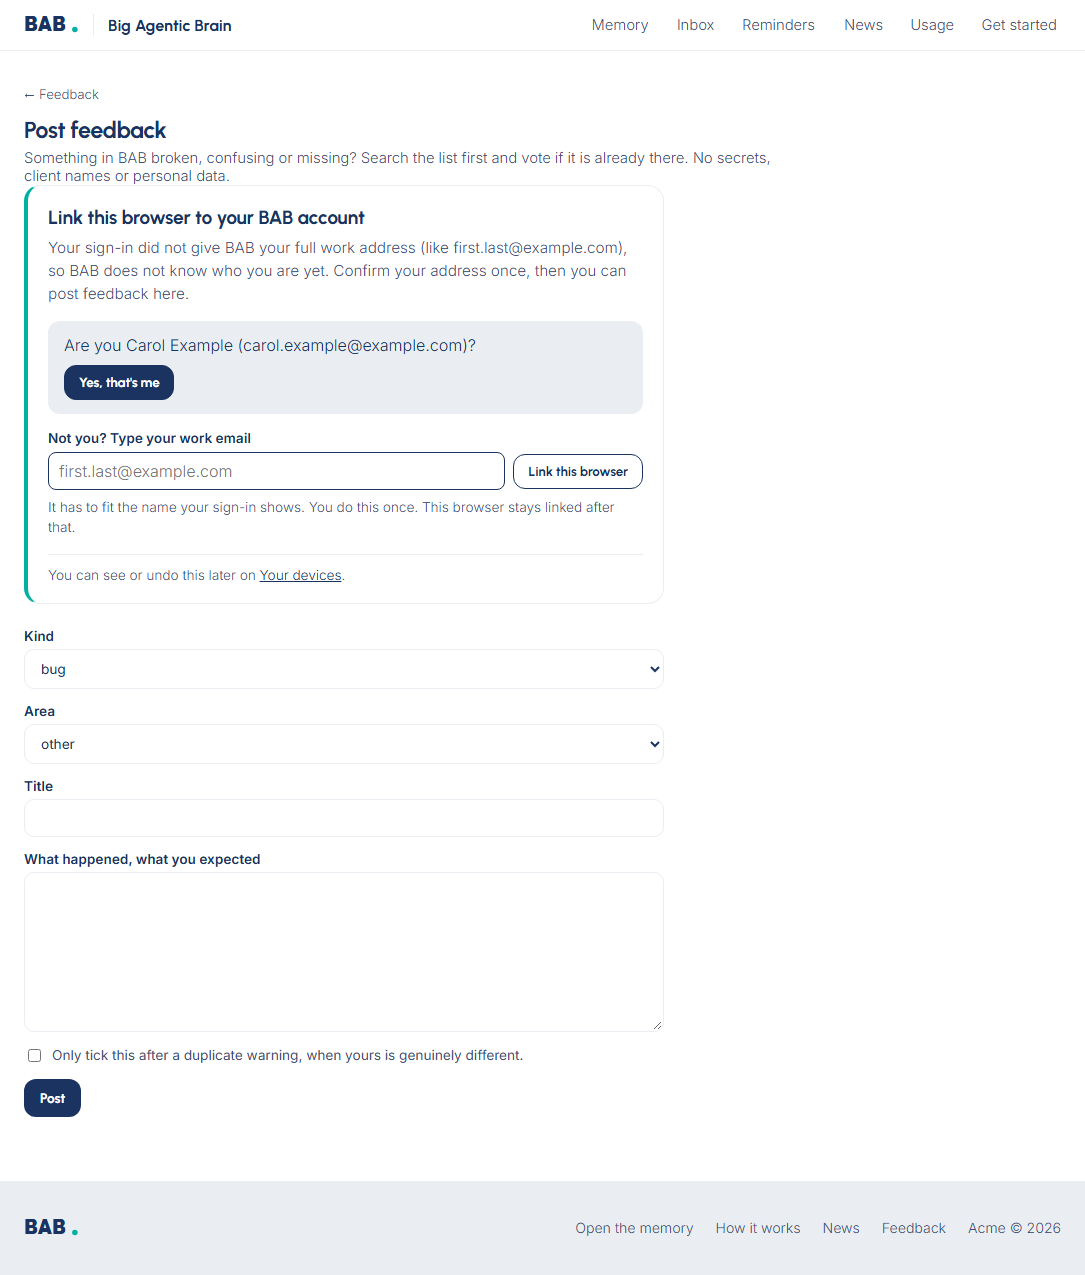 BAB.
Big Agentic Brain
Memory
Inbox
Reminders
News
Usage
Get started
← Feedback
Post feedback
Something in BAB broken, confusing or missing? Search the list first and vote if it is already there. No secrets,
client names or personal data.
Link this browser to your BAB account
Your sign-in did not give BAB your full work address (like first.last@example.com),
so BAB does not know who you are yet. Confirm your address once, then you can
post feedback here.
Are you Carol Example (carol.example@example.com)?
Yes, that's me
Not you? Type your work email
first.last@example.com
Link this browser
It has to fit the name your sign-in shows. You do this once. This browser stays linked after
that.
You can see or undo this later on Your devices.
Kind
bug
Area
other
Title
What happened, what you expected
Only tick this after a duplicate warning, when yours is genuinely different.
Post
BAB.
Open the memory
How it works
News
Feedback
Acme © 2026